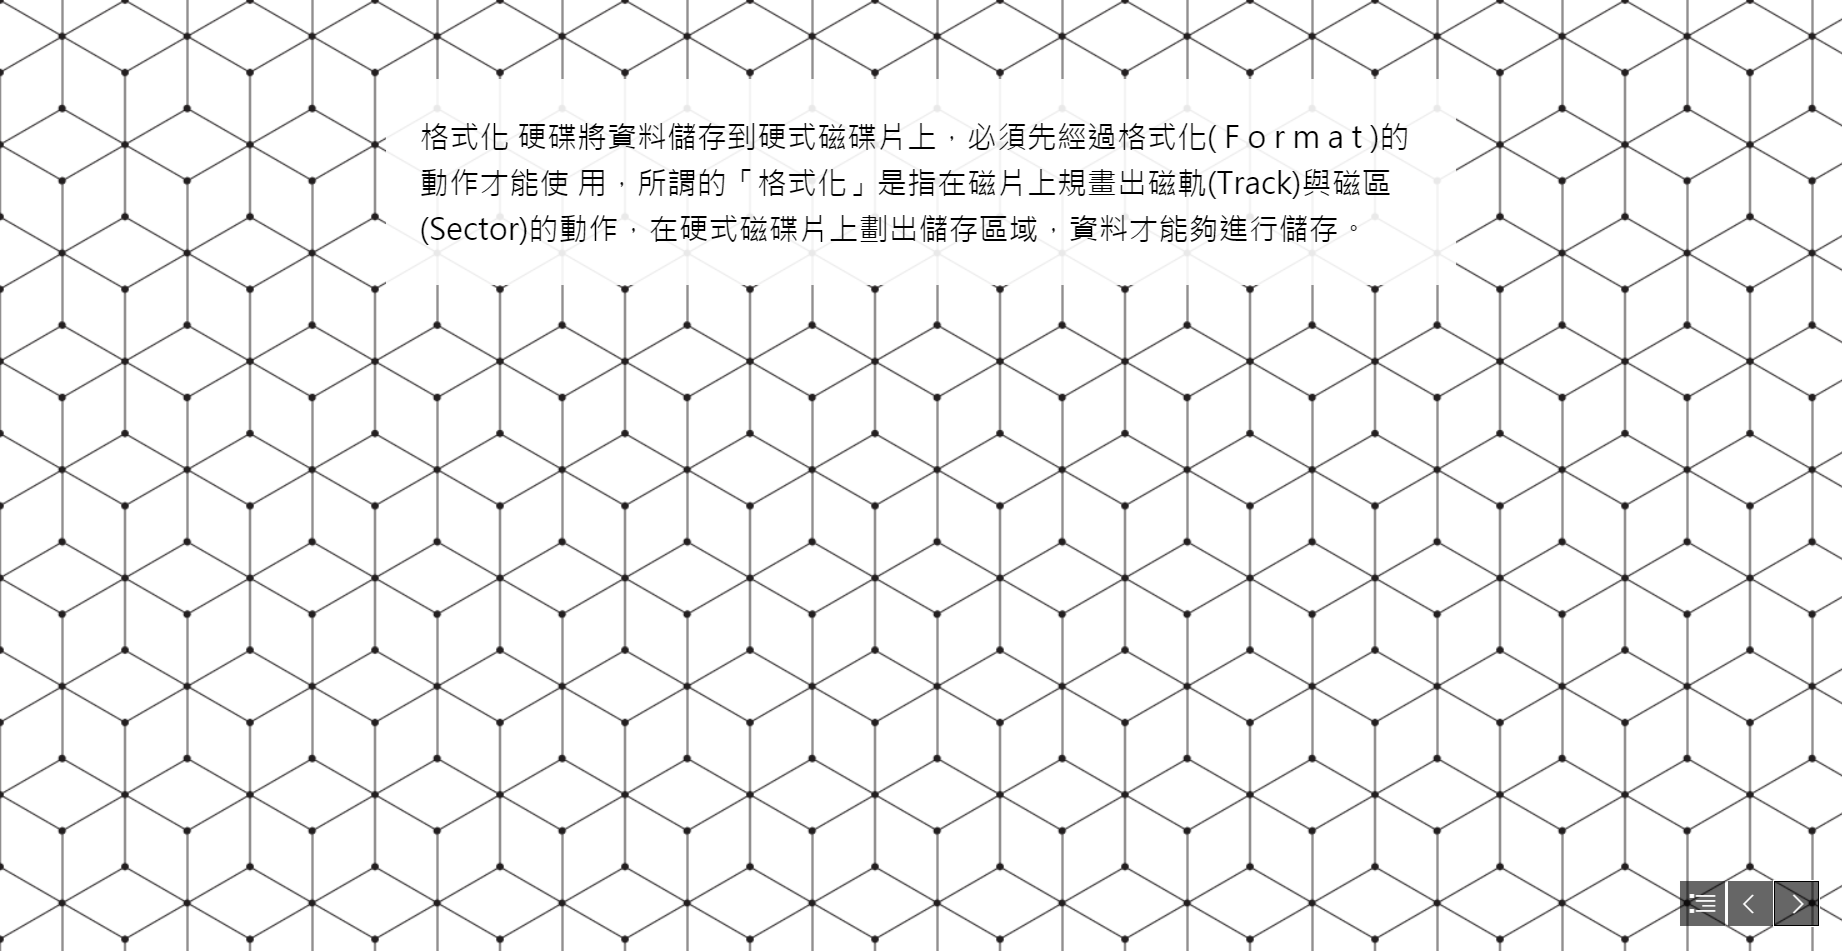 格式化 硬碟將資料儲存到硬式磁碟片上，必須先經過格式化( F o r m a t )的
動作才能使 用，所謂的「格式化」是指在磁片上規畫出磁軌(Track)與磁區
(Sector)的動作，在硬式磁碟片上劃出儲存區域，資料才能夠進行儲存。